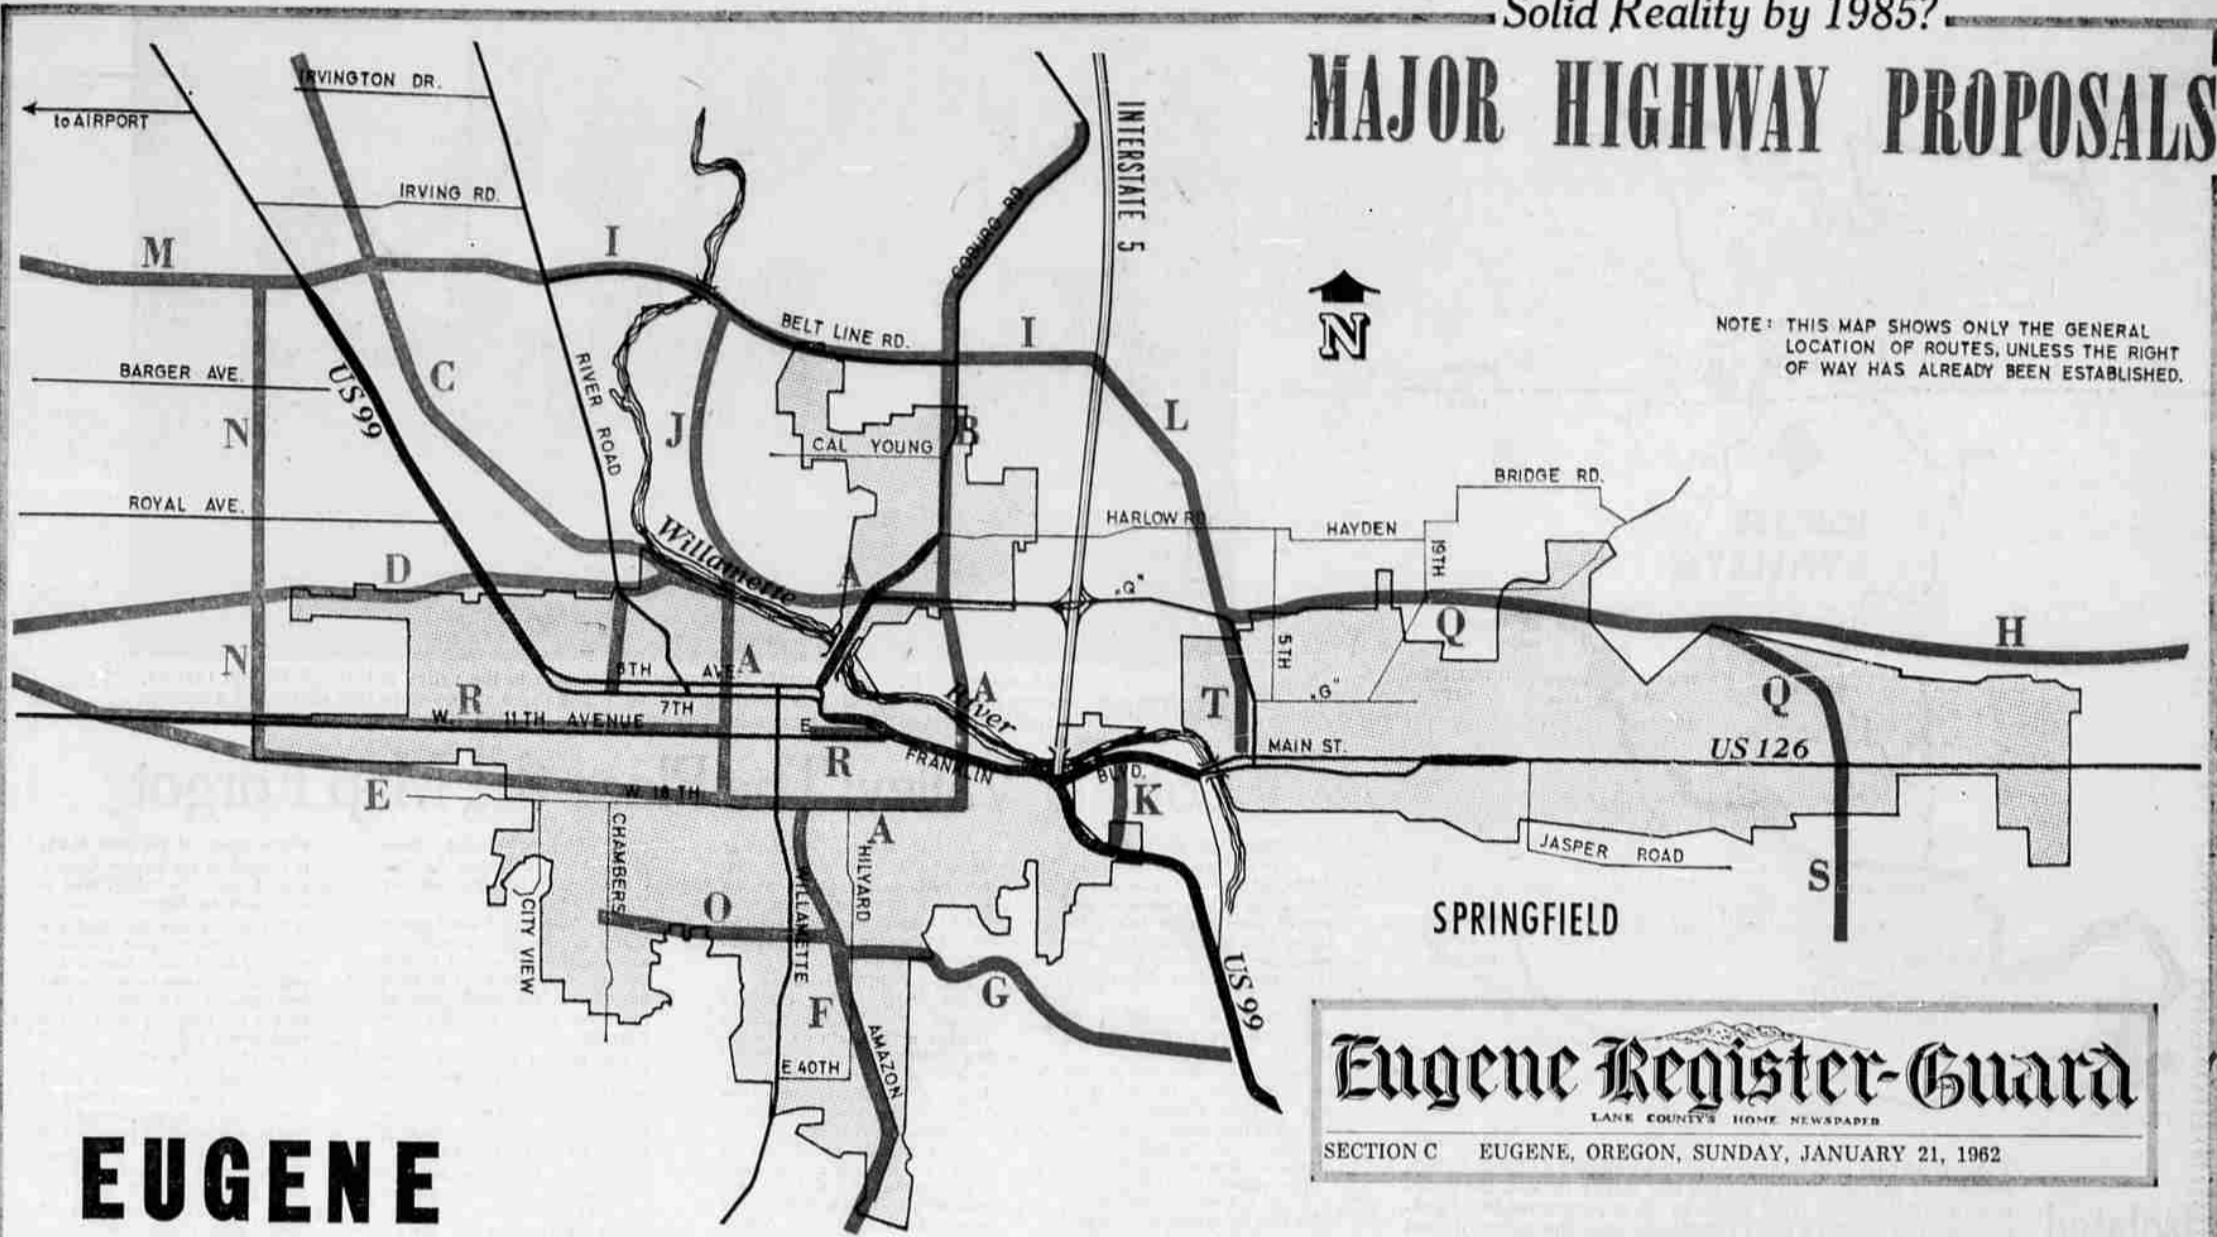 Solid Reality by 1985?
MAJOR HIGHWAY PROPOSALS
IRVINGTON DR.
to AIRPORT
INTERSTATE 5
IRVING RD.
COBURG RD.
M
I
N
NOTE: THIS MAP SHOWS ONLY THE GENERAL
LOCATION OF ROUTES, UNLESS THE RIGHT
OF WAY HAS ALREADY BEEN ESTABLISHED.
BELT LINE RD.
I
BARGER AVE.
US 99
C
RIVER ROAD
L
N
J
B
CAL YOUNG
BRIDGE RD.
ROYAL AVE.
HARLOW RD
HAYDEN
19TH
Willamette
D
A
"Q"
Q
H
5TH
N
6TH AVE.
A
R
7TH
River
A
T
"G"
Q
W. 11TH AVENUE
E
R
FRANKLIN
BLVD.
MAIN ST.
US 126
E
W 18TH
K
A
CHAMBERS
HILYARD
JASPER ROAD
S
CITY VIEW
O
WILLAMETTE
SPRINGFIELD
G
US 99
F
AMAZON
E 40TH
Eugene Register-Guard
LANE COUNTY'S HOME NEWSPAPER
SECTION C EUGENE, OREGON, SUNDAY, JANUARY 21, 1962
EUGENE